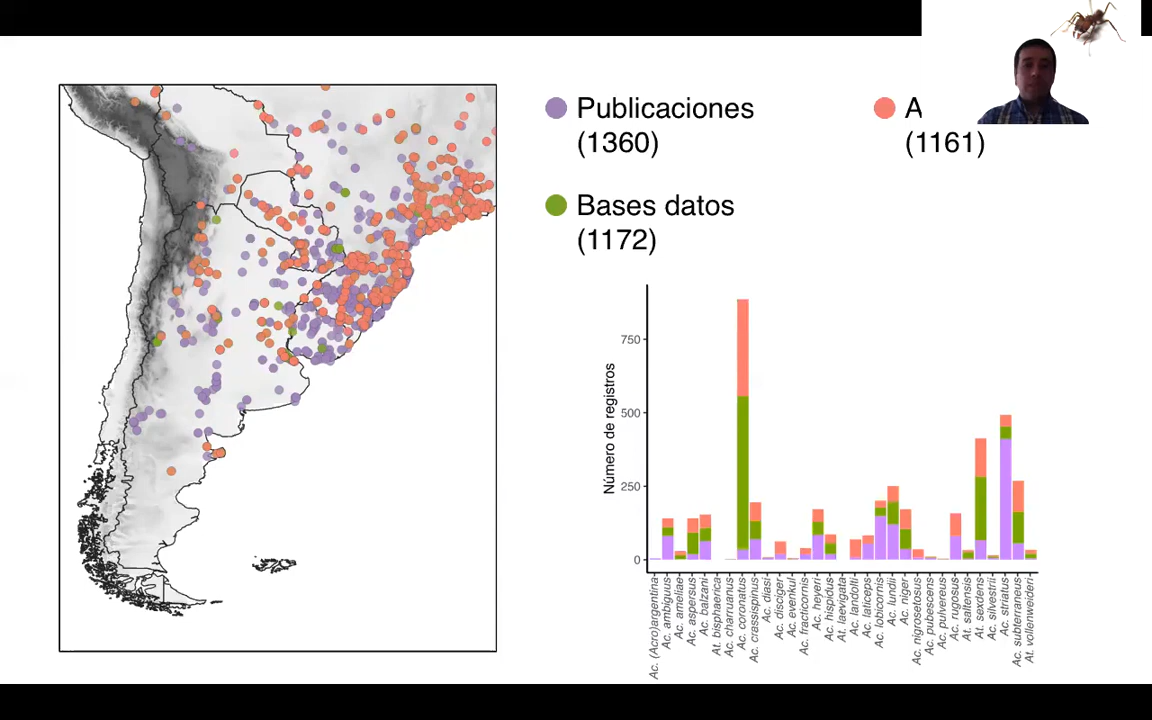 Publicaciones
(1360)
A
(1161)
Bases datos
(1172)
Número de registros
750
500
250
0
Ac. (Acro)argentina
Ac. ambiguus
Ac. ameliae
Ac. aspersus
Ac. balzani
At. bisphaerica
Ac. charruanus
Ac. coronatus
Ac. crassispinus
Ac. diasi
Ac. disciger
Ac. evenkul
Ac. fracticornis
Ac. heyeri
Ac. hispidus
At. laevigata
Ac. landolti
Ac. laticeps
Ac. lobicornis
Ac. lundii
Ac. niger
Ac. nigrosetosus
Ac. pubescens
Ac. pulvereus
Ac. rugosus
At. saltensis
At. sexdens
Ac. silvestrii
Ac. striatus
Ac. subterraneus
At. vollenweideri